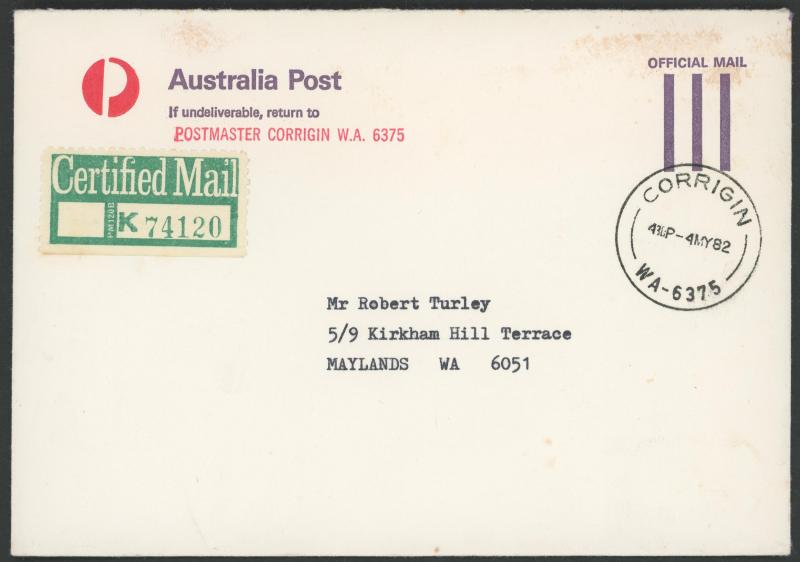 Australia Post
If undeliverable, return to
POSTMASTER CORRIGIN W.A. 6375
OFFICIAL MAIL
Certified Mail
PM120B
K 74120
CORRIGIN
-4MY82
WA-6375
Mr Robert Turley
5/9 Kirkham Hill Terrace
MAYLANDS WA 6051